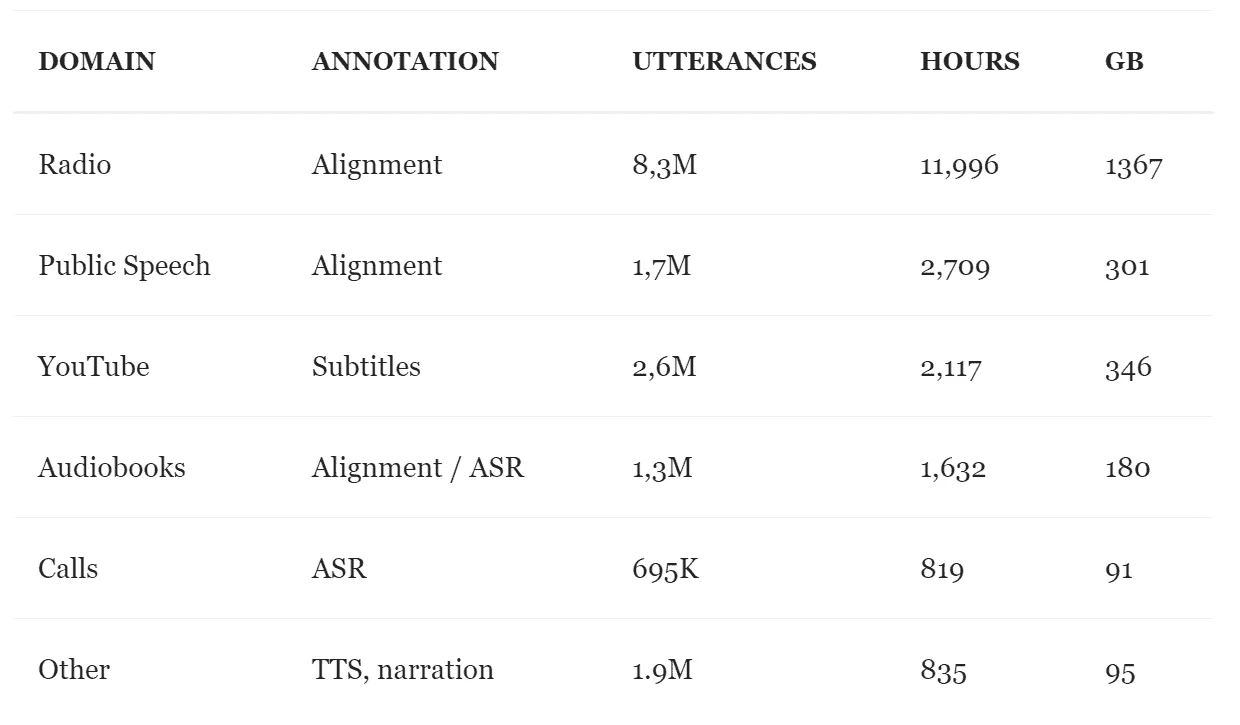 DOMAIN ANNOTATION UTTERANCES HOURS GB
Radio Alignment 8,3M 11,996 1367
Public Speech Alignment 1,7M 2,709 301
YouTube Subtitles 2,6M 2,117 346
Audiobooks Alignment / ASR 1,3M 1,632 180
Calls ASR 695K 819 91
Other TTS, narration 1.9M 835 95